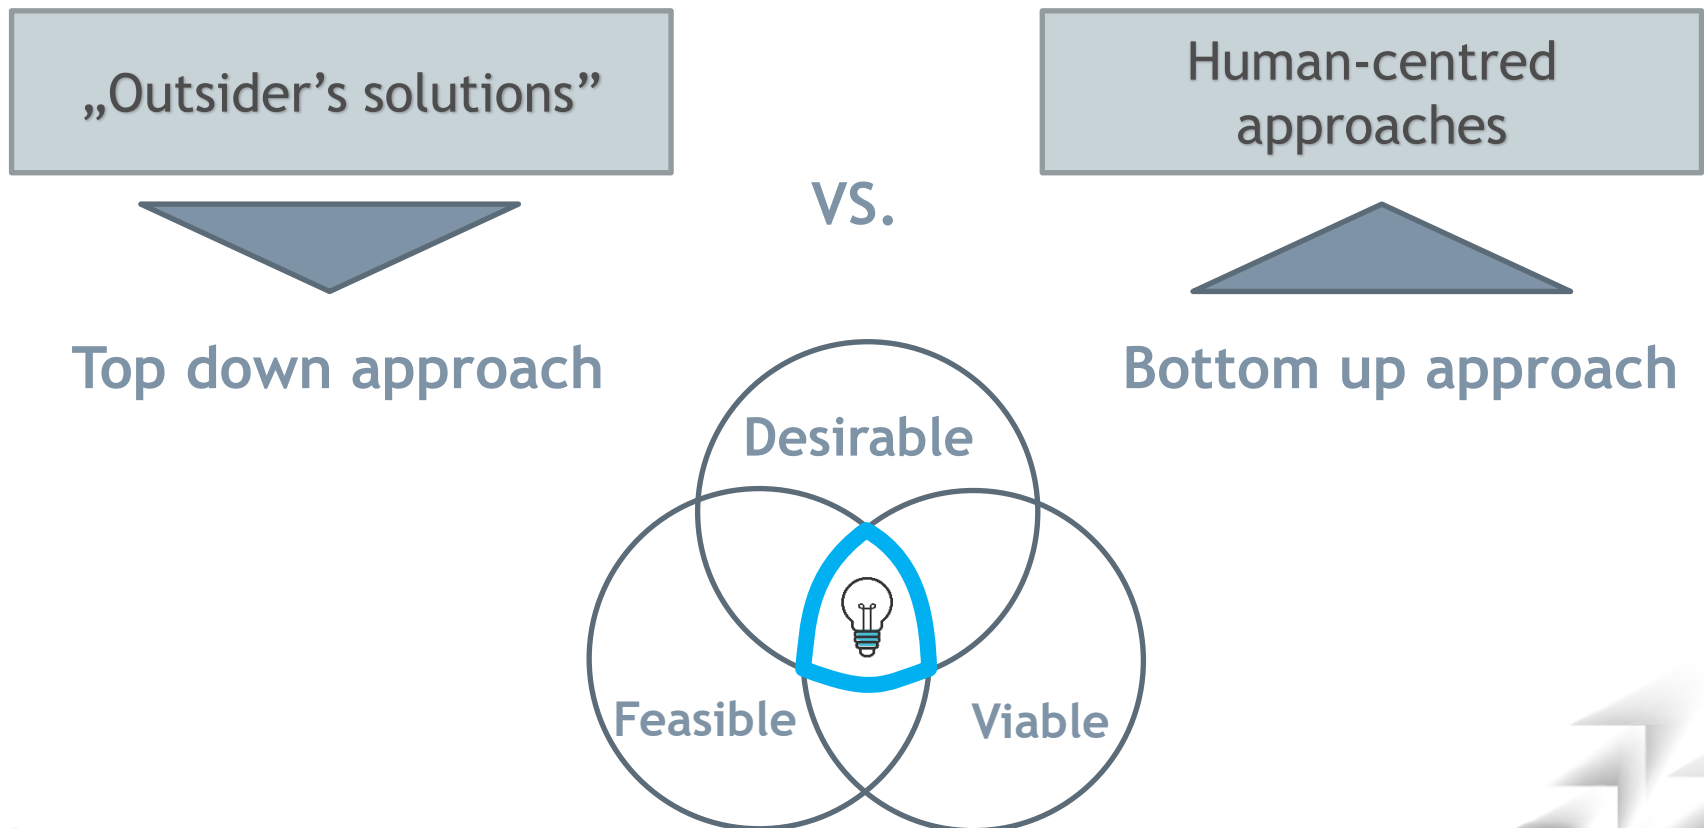 „Outsider’s solutions”
Human-centred
approaches
VS.
Top down approach
Bottom up approach
Desirable
Feasible
Viable